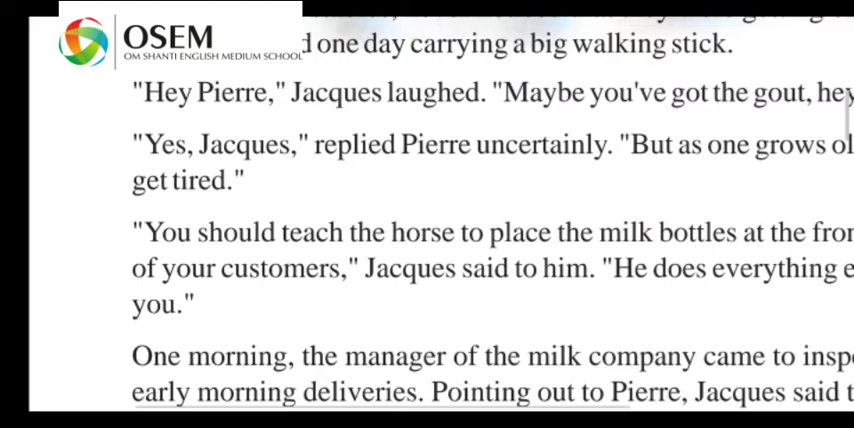 OSEM
OM SHANTI ENGLISH MEDIUM SCHOOL
one day carrying a big walking stick.
"Hey Pierre," Jacques laughed. "Maybe you've got the gout, hey
"Yes, Jacques," replied Pierre uncertainly. "But as one grows
get tired."
"You should teach the horse to place the milk bottles at the
of your customers," Jacques said to him. "He does everything
you."
One morning, the manager of the milk company came to
early morning deliveries. Pointing out to Pierre, Jacques said